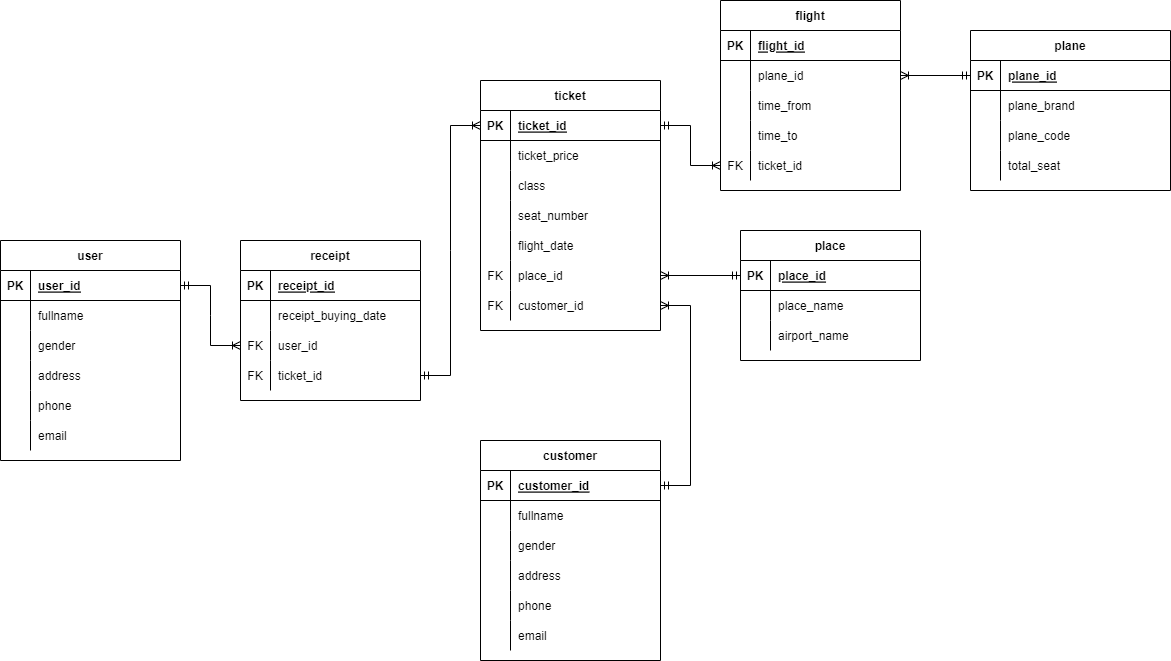 flight
PK flight_id
plane_id
time_from
time_to
FK ticket_id
plane
PK plane_id
plane_brand
plane_code
total_seat
ticket
PK ticket_id
ticket_price
class
seat_number
flight_date
FK place_id
FK customer_id
place
PK place_id
place_name
airport_name
user
PK user_id
fullname
gender
address
phone
email
receipt
PK receipt_id
receipt_buying_date
FK user_id
FK ticket_id
customer
PK customer_id
fullname
gender
address
phone
email